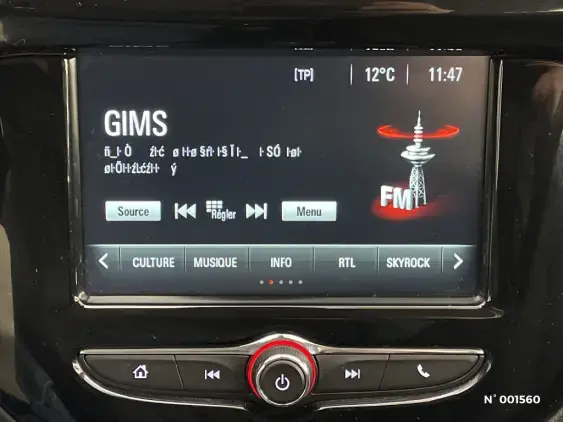 [TP] 12°C 11:47
GIMS
FM
Source Régler Menu
CULTURE MUSIQUE INFO RTL SKYROCK
N° 001560